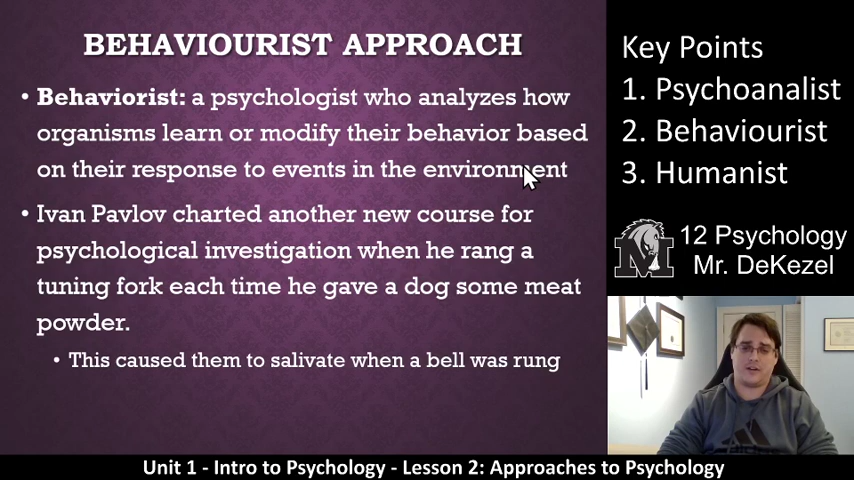 BEHAVIOURIST APPROACH
• Behaviorist: a psychologist who analyzes how
organisms learn or modify their behavior based
on their response to events in the environment
• Ivan Pavlov charted another new course for
psychological investigation when he rang a
tuning fork each time he gave a dog some meat
powder.
• This caused them to salivate when a bell was rung
Key Points
1. Psychoanalist
2. Behaviourist
3. Humanist
M
12 Psychology
Mr. DeKezel
adidas
Unit 1 - Intro to Psychology - Lesson 2: Approaches to Psychology